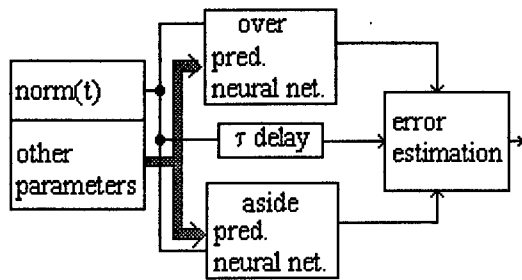 norm(t)
other
parameters
over
pred.
neural net.
τ delay
aside
pred.
neural net.
error
estimation